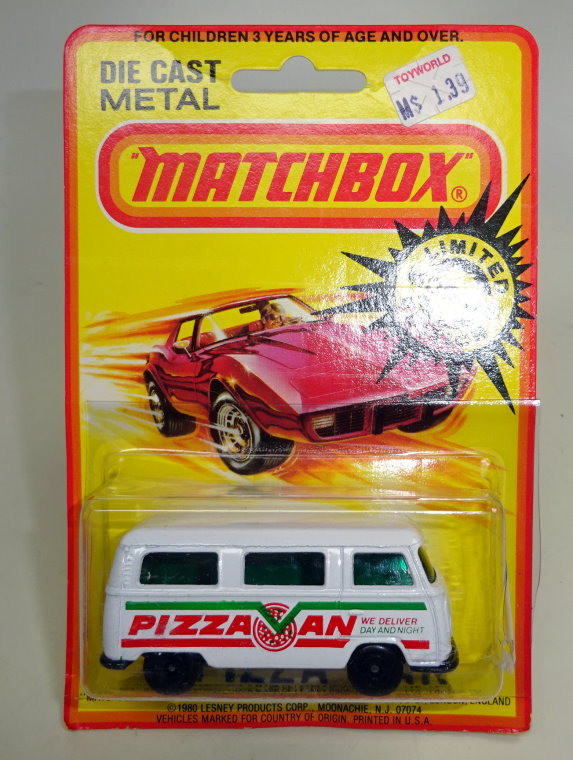 FOR CHILDREN 3 YEARS OF AGE AND OVER.
DIE CAST
METAL
TOYWORLD
M$ 1.39
"MATCHBOX"®
LIMITED
PIZZA VAN
WE DELIVER
DAY AND NIGHT
PIZZA
ENGLAND
©1980 LESNEY PRODUCTS CORP., MOONACHIE, N.J. 07074
VEHICLES MARKED FOR COUNTRY OF ORIGIN. PRINTED IN U.S.A.